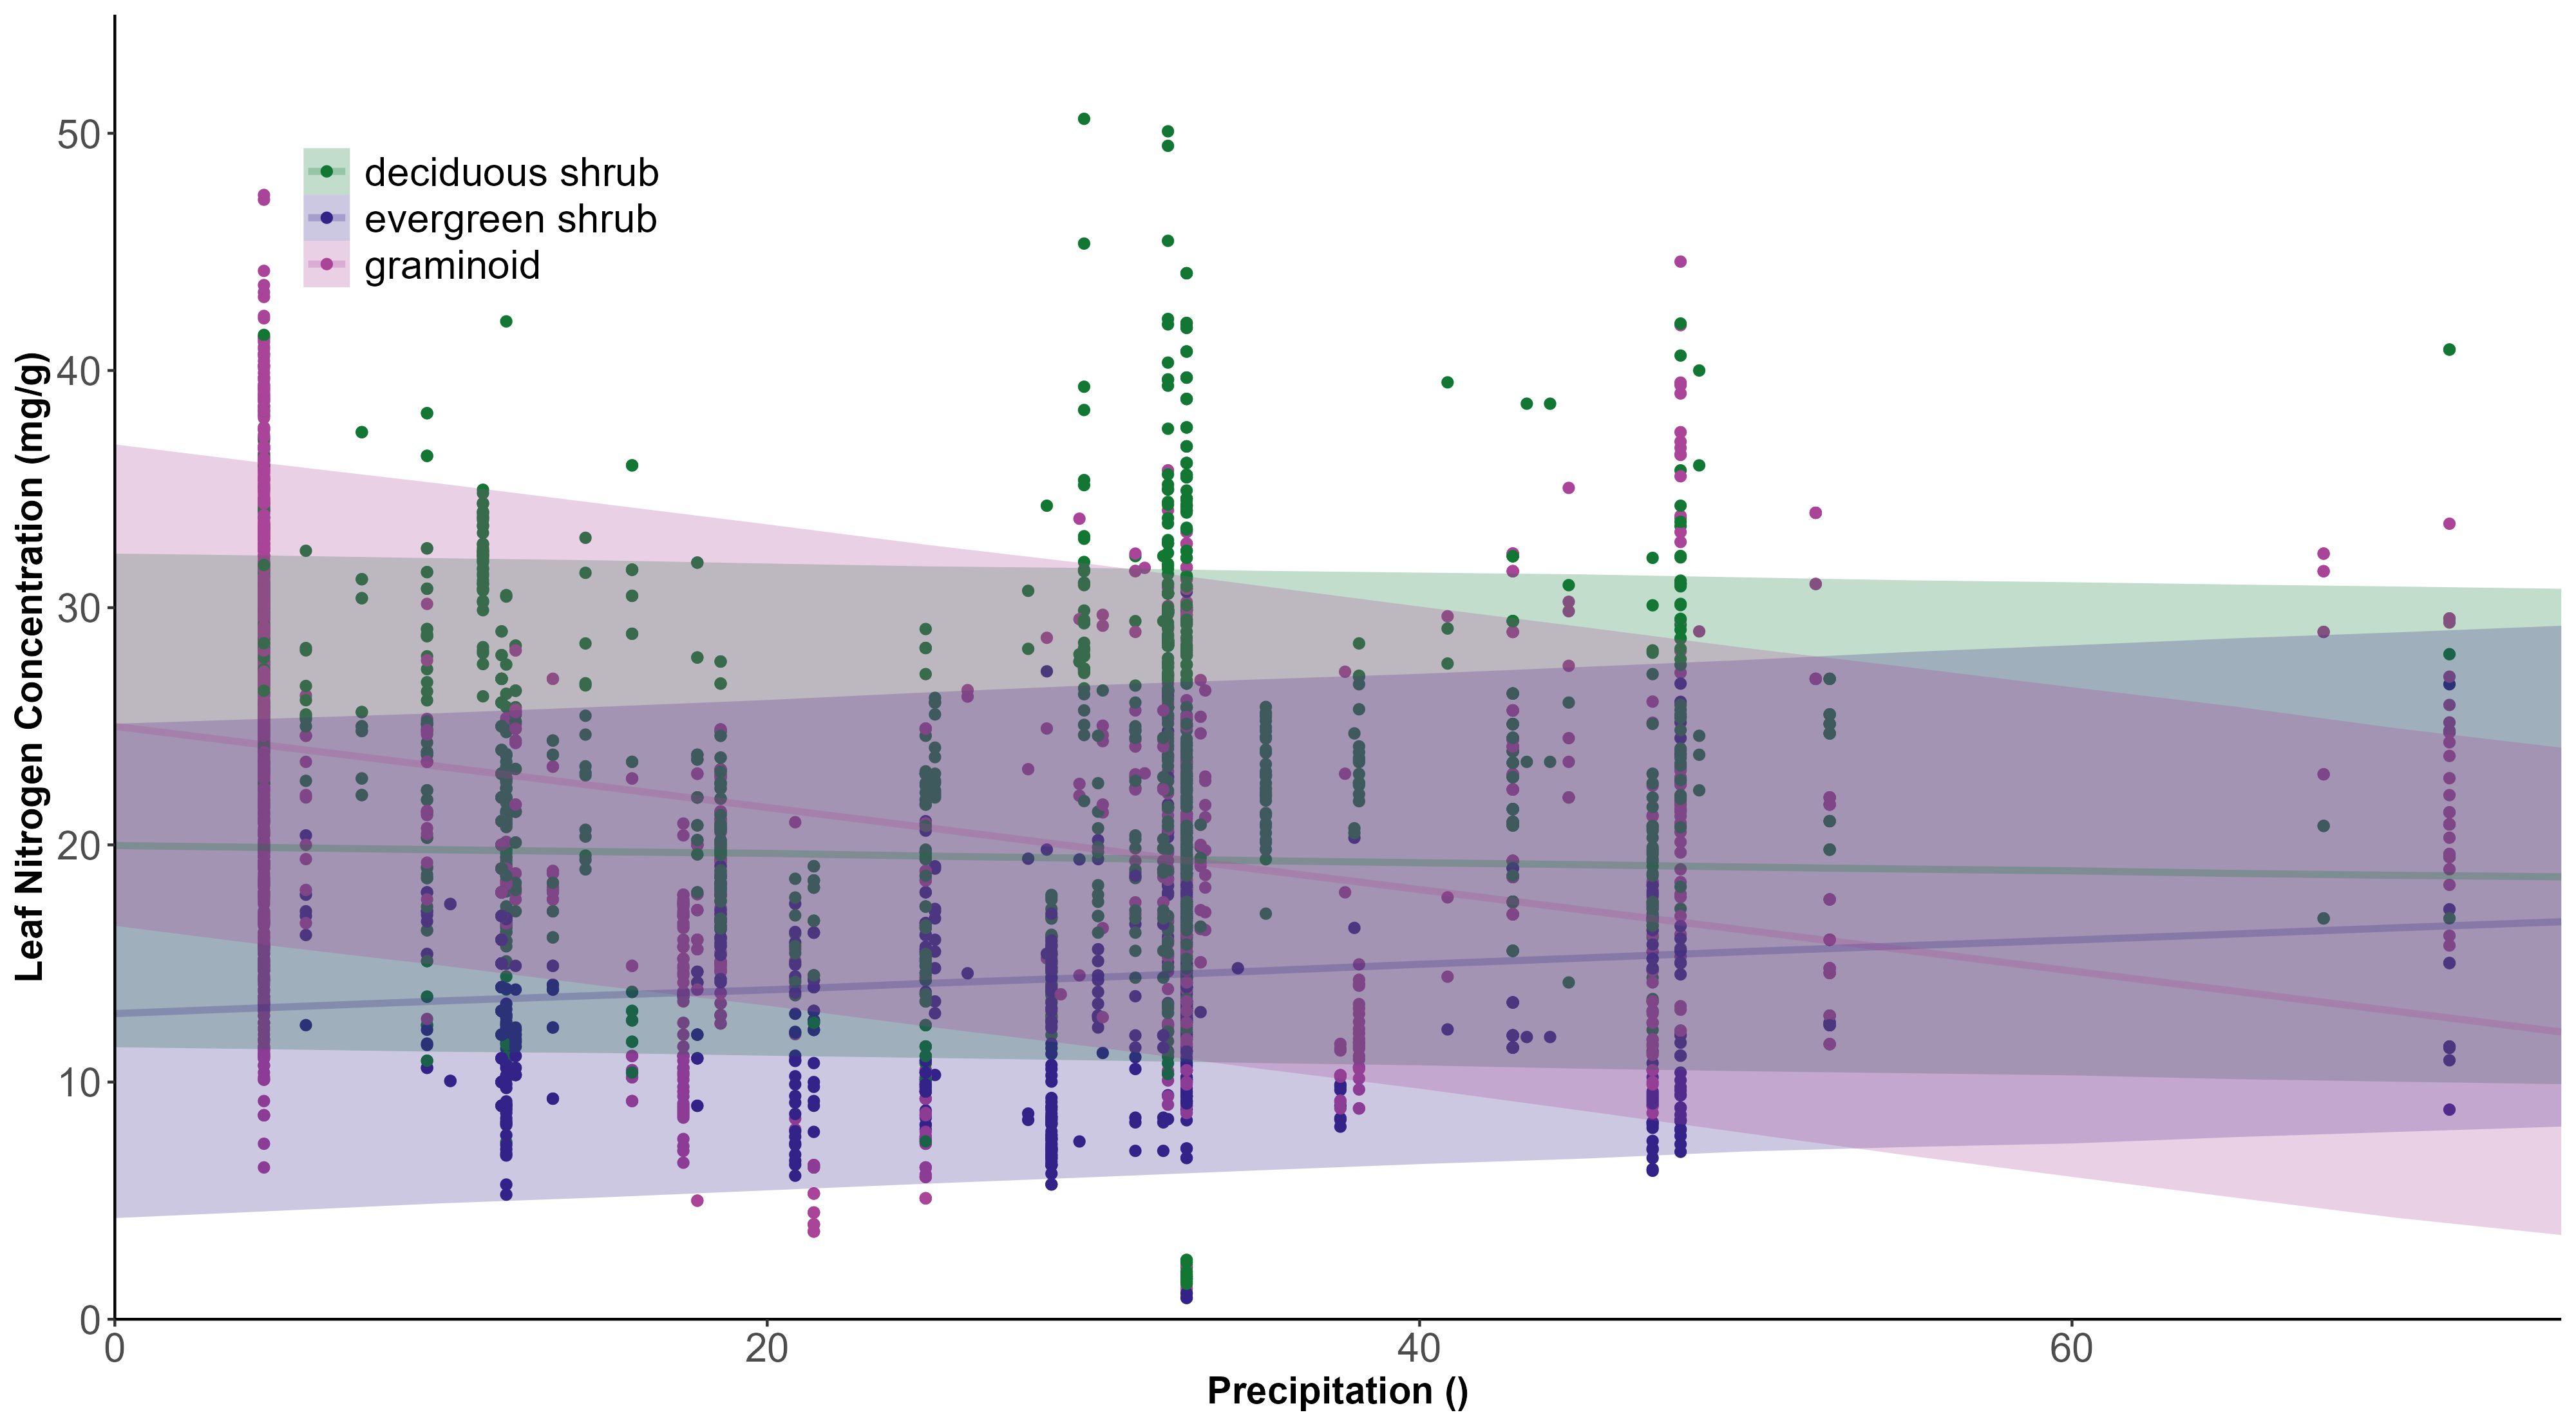 50
40
30
20
10
0
Leaf Nitrogen Concentration (mg/g)
deciduous shrub
evergreen shrub
graminoid
0 20 40 60
Precipitation ()